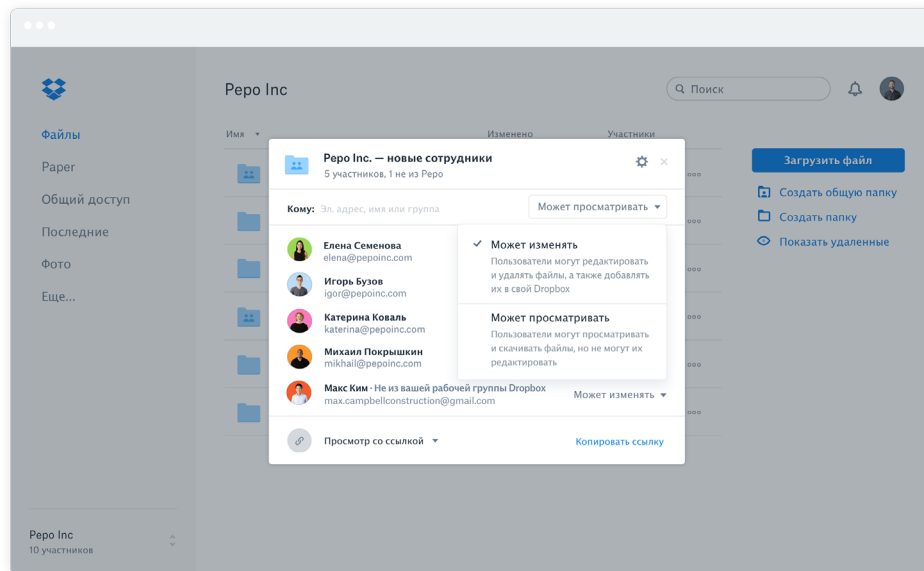 Pepo Inc
Поиск
Файлы
Paper
Общий доступ
Последние
Фото
Еще...
Имя
Изменено
Участники
Pepo Inc. — новые сотрудники
5 участников, 1 не из Pepo
Кому: Эл. адрес, имя или группа
Может просматривать
Елена Семенова
elena@pepoinc.com
Игорь Бузов
igor@pepoinc.com
Катерина Коваль
katerina@pepoinc.com
Михаил Покрышкин
mikhail@pepoinc.com
Макс Ким · Не из вашей рабочей группы Dropbox
max.campbellconstruction@gmail.com
Может изменять
Может изменять
Пользователи могут редактировать
и удалять файлы, а также добавлять
их в свой Dropbox
Может просматривать
Пользователи могут просматривать
и скачивать файлы, но не могут их
редактировать
Просмотр со ссылкой
Копировать ссылку
Загрузить файл
Создать общую папку
Создать папку
Показать удаленные
Pepo Inc
10 участников